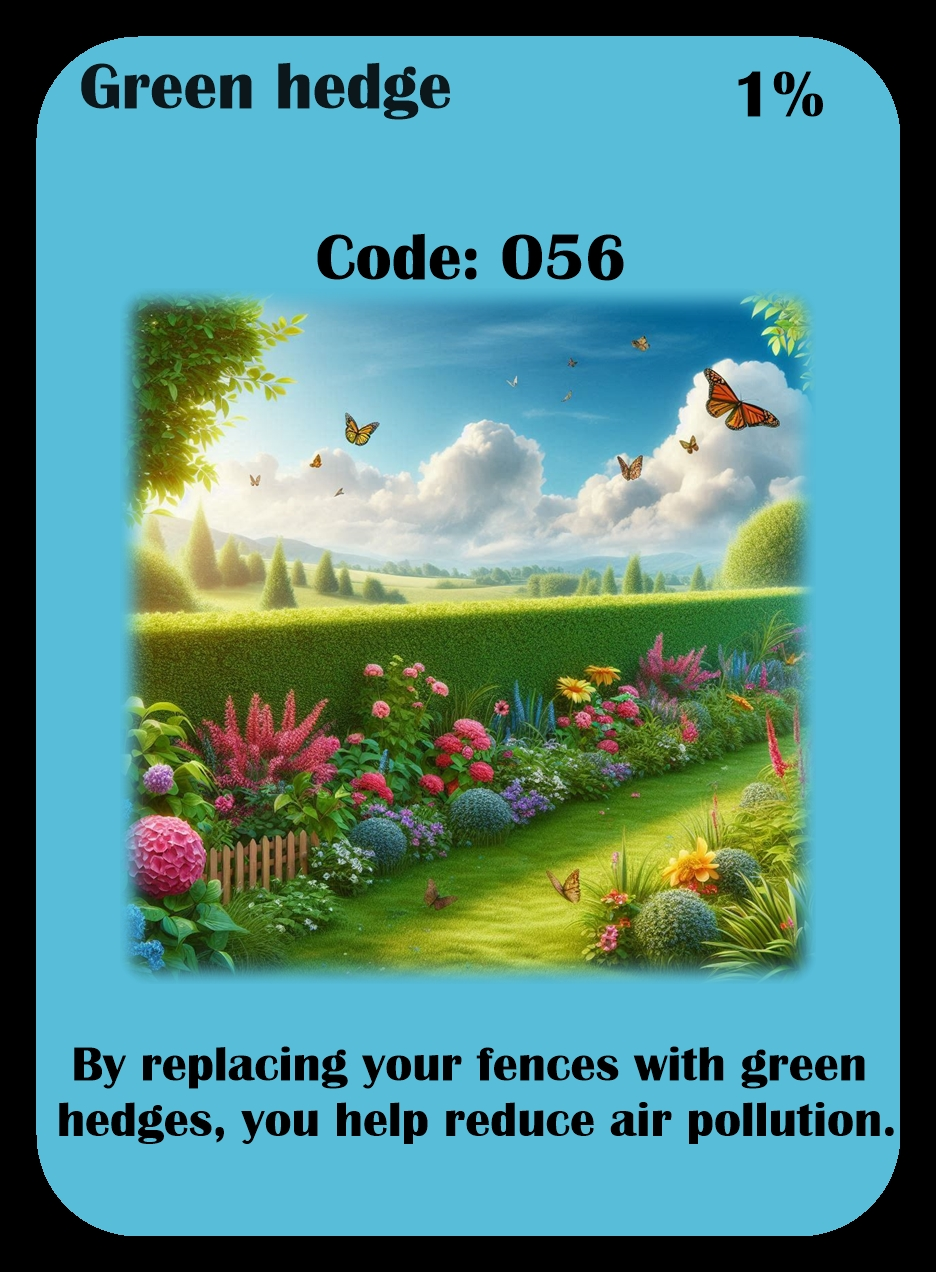 Green hedge 1%
Code: 056
By replacing your fences with green
hedges, you help reduce air pollution.